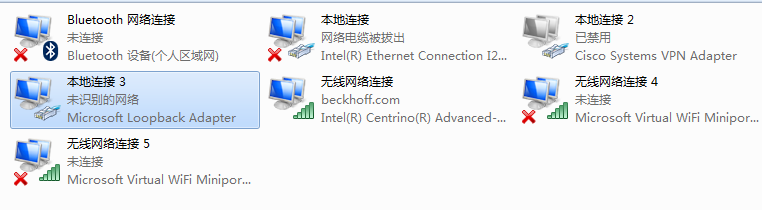 Bluetooth 网络连接
未连接
Bluetooth 设备(个人区域网)
本地连接
网络电缆被拔出
Intel(R) Ethernet Connection I2...
本地连接 2
已禁用
Cisco Systems VPN Adapter
本地连接 3
未识别的网络
Microsoft Loopback Adapter
无线网络连接
beckhoff.com
Intel(R) Centrino(R) Advanced-...
无线网络连接 4
未连接
Microsoft Virtual WiFi Minipor...
无线网络连接 5
未连接
Microsoft Virtual WiFi Minipor...